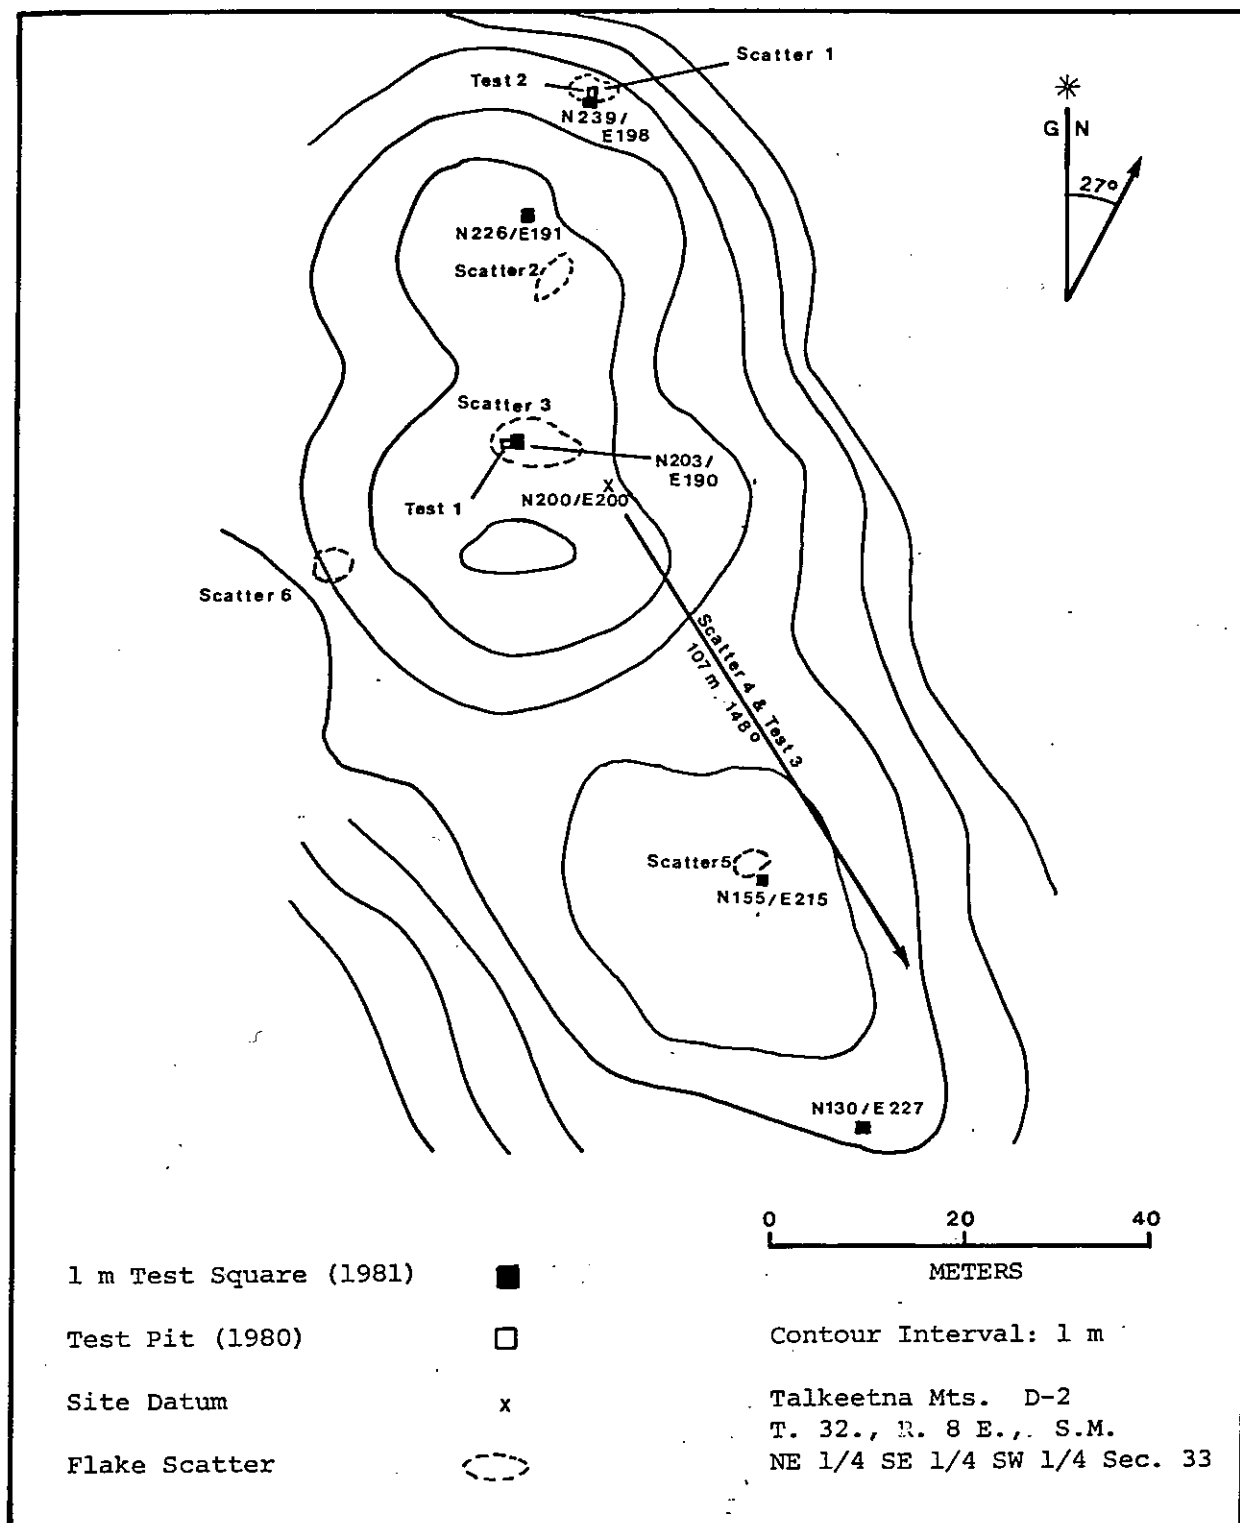 Scatter 1
Test 2
N239/
E198
G N
27°
N226/E191
Scatter 2
Scatter 3
N203/
E190
Test 1
N200/E200
Scatter 6
Scatter 4 & Test 3
107 m, 148°
Scatter 5
N155/E215
N130/E227
0 20 40
METERS
1 m Test Square (1981)
Test Pit (1980)
Site Datum x
Flake Scatter
Contour Interval: 1 m
Talkeetna Mts. D-2
T. 32., R. 8 E., S.M.
NE 1/4 SE 1/4 SW 1/4 Sec. 33